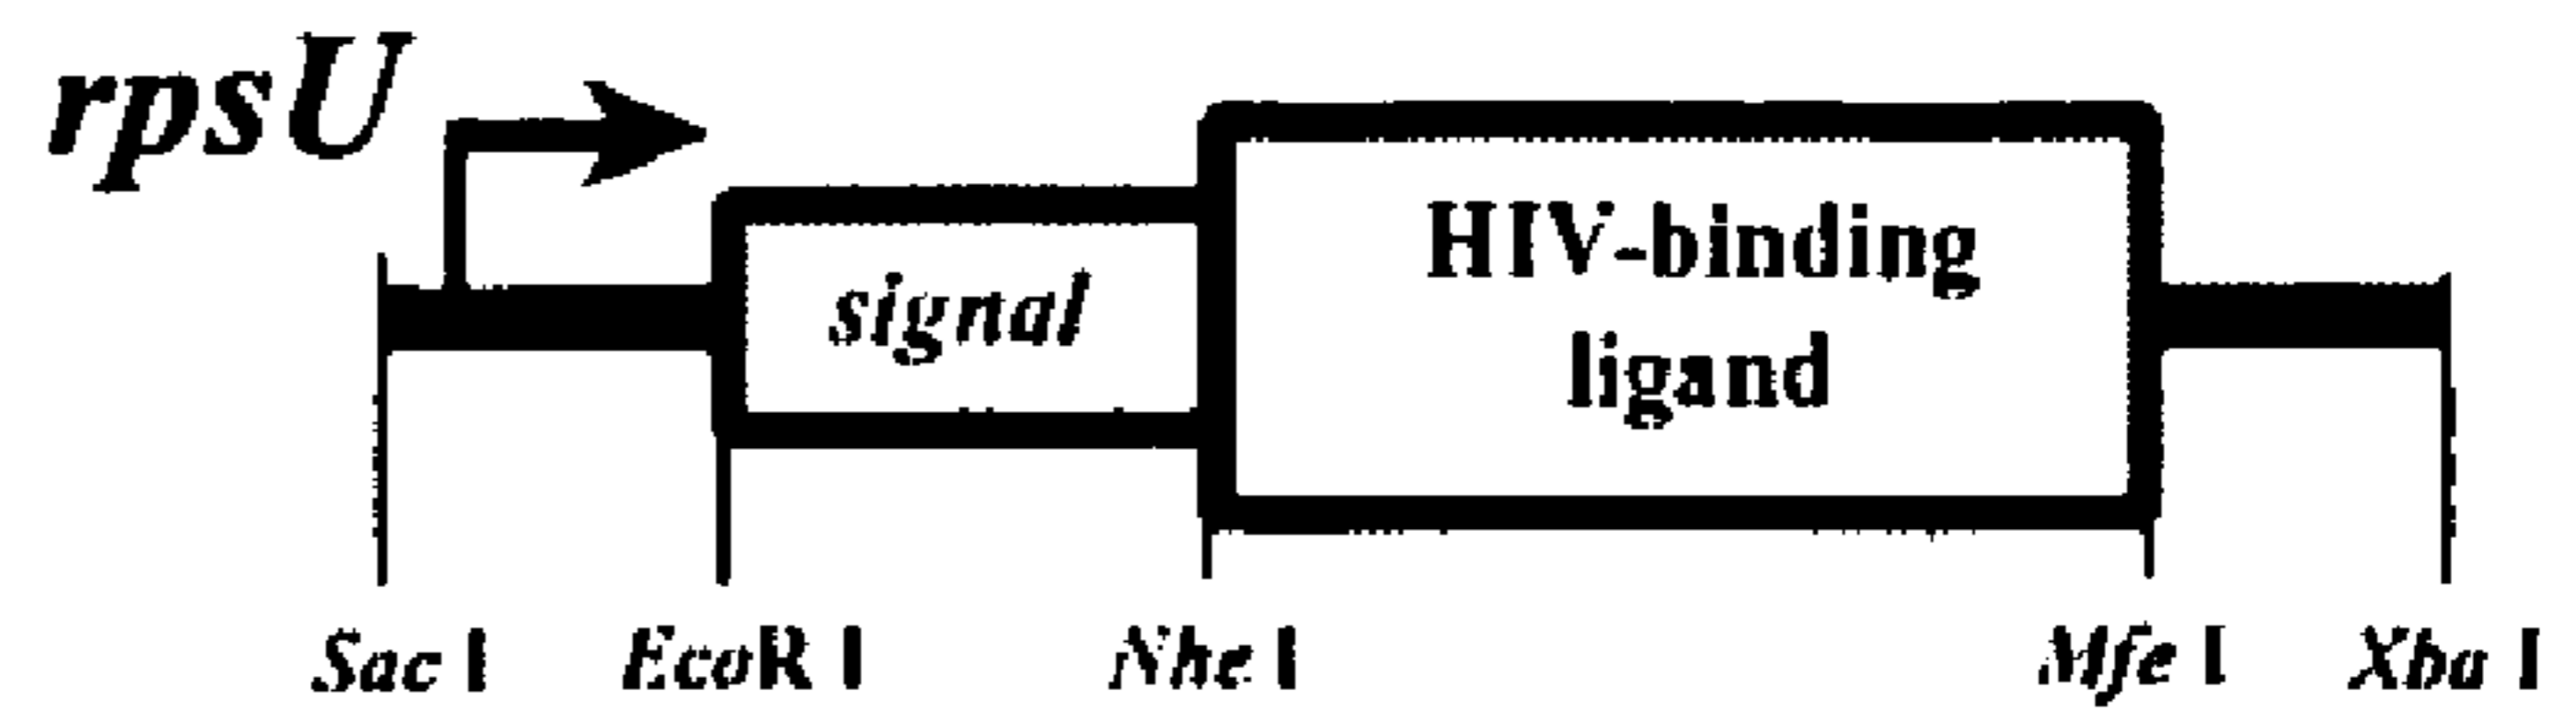 rpsU
signal
HIV-binding
ligand
Sac I EcoR I Nhe I Mfe I Xba I